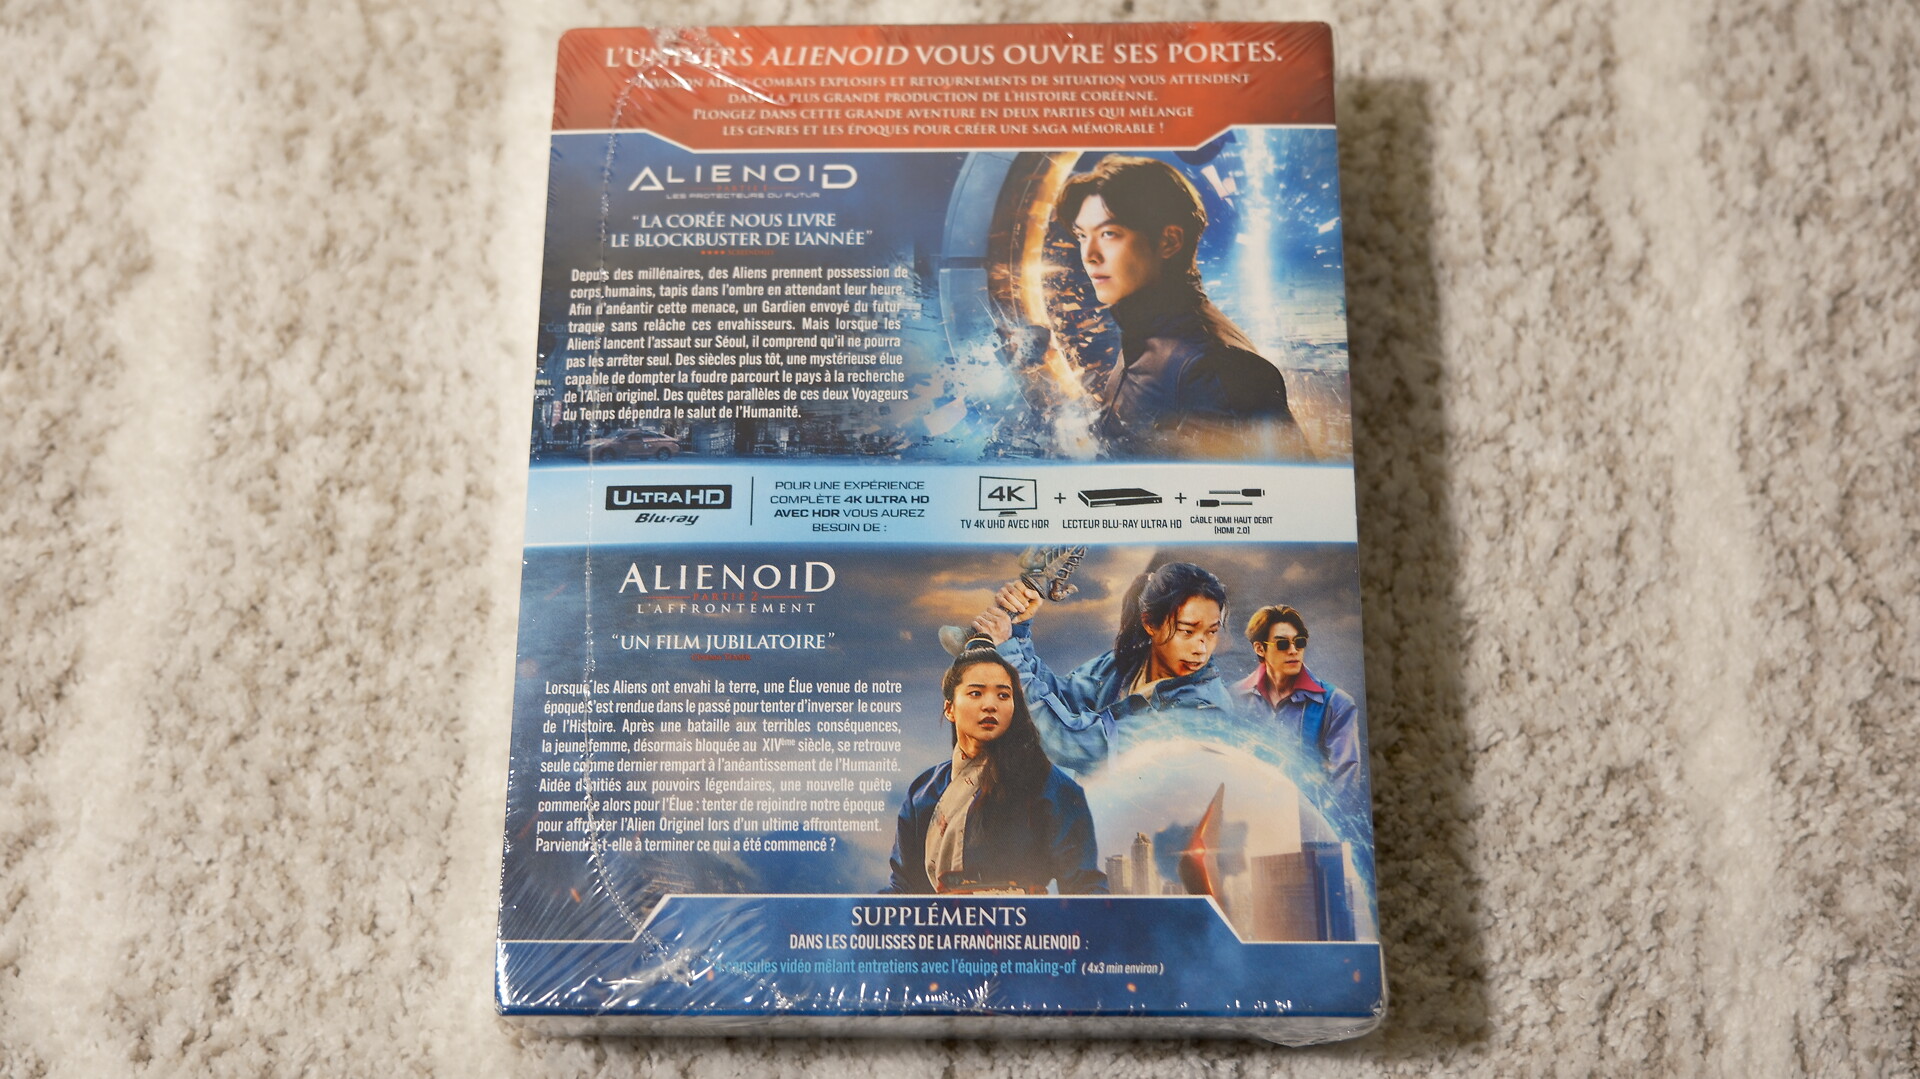 L'UNIVERS ALIENOID VOUS OUVRE SES PORTES.
INVASION ALIEN, COMBATS EXPLOSIFS ET RETOURNEMENTS DE SITUATION VOUS ATTENDENT
DANS LA PLUS GRANDE PRODUCTION DE L'HISTOIRE CORÉENNE.
PLONGEZ DANS CETTE GRANDE AVENTURE EN DEUX PARTIES QUI MÉLANGE
LES GENRES ET LES ÉPOQUES POUR CRÉER UNE SAGA MÉMORABLE !
ALIENOID
PARTIE 1
LES PROTECTEURS DU FUTUR
“LA CORÉE NOUS LIVRE
LE BLOCKBUSTER DE L'ANNÉE”
Depuis des millénaires, des Aliens prennent possession de
corps humains, tapis dans l'ombre en attendant leur heure.
Afin d'anéantir cette menace, un Gardien envoyé du futur
traque sans relâche ces envahisseurs. Mais lorsque les
Aliens lancent l'assaut sur Séoul, il comprend qu'il ne pourra
pas les arrêter seul. Des siècles plus tôt, une mystérieuse élue
capable de dompter la foudre parcourt le pays à la recherche
de l'Alien originel. Des quêtes parallèles de ces deux Voyageurs
du Temps dépendra le salut de l'Humanité.
ULTRA HD
Blu-ray
POUR UNE EXPÉRIENCE
COMPLÈTE 4K ULTRA HD
AVEC HDR VOUS AUREZ
BESOIN DE :
4K + +
TV 4K UHD AVEC HDR
LECTEUR BLU-RAY ULTRA HD
CÂBLE HDMI HAUT DÉBIT
(HDMI 2.0)
ALIENOID
PARTIE 2
L'AFFRONTEMENT
“UN FILM JUBILATOIRE”
Lorsque les Aliens ont envahi la terre, une Élue venue de notre
époque s'est rendue dans le passé pour tenter d'inverser le cours
de l'Histoire. Après une bataille aux terribles conséquences,
la jeune femme, désormais bloquée au XIVème siècle, se retrouve
seule comme dernier rempart à l'anéantissement de l'Humanité.
Aidée d'initiés aux pouvoirs légendaires, une nouvelle quête
commence alors pour l'Élue : tenter de rejoindre notre époque
pour affronter l'Alien Originel lors d'un ultime affrontement.
Parviendra-t-elle à terminer ce qui a été commencé ?
SUPPLÉMENTS
DANS LES COULISSES DE LA FRANCHISE ALIENOID :
4 capsules vidéo mêlant entretiens avec l'équipe et making-of (4x3 min environ)